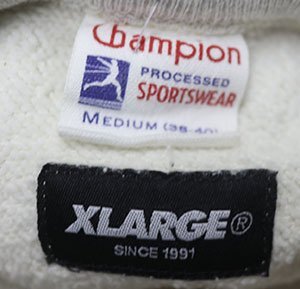 Champion
PROCESSED
SPORTSWEAR
MEDIUM (38-40)
XLARGE®
SINCE 1991